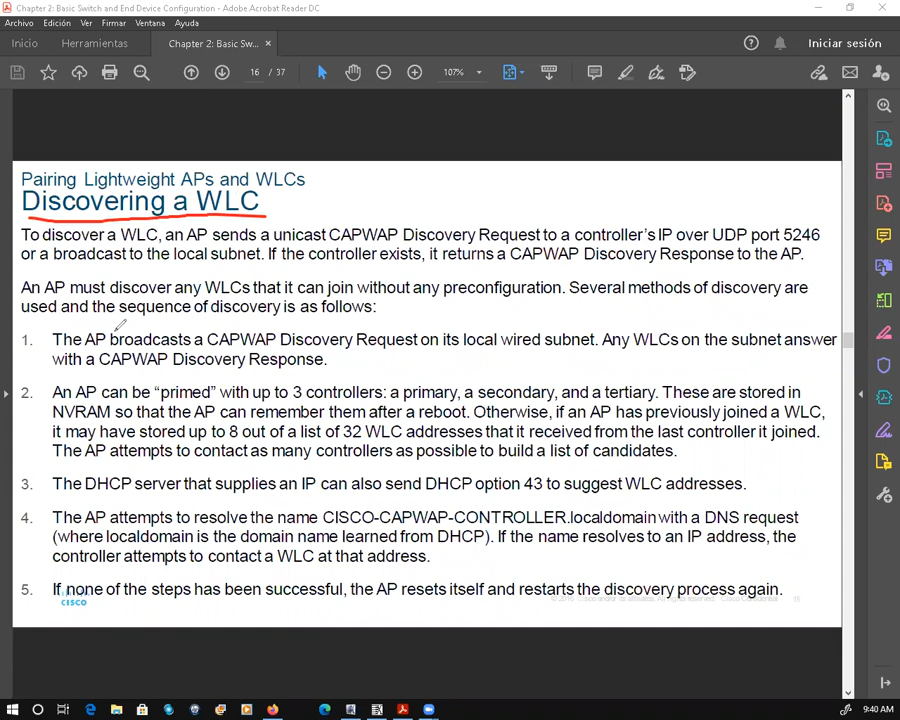 Chapter 2: Basic Switch and End Device Configuration - Adobe Acrobat Reader DC
Archivo Edición Ver Firmar Ventana Ayuda
Inicio Herramientas Chapter 2: Basic Sw... × Iniciar sesión
16 / 37 107%
Pairing Lightweight APs and WLCs
Discovering a WLC
To discover a WLC, an AP sends a unicast CAPWAP Discovery Request to a controller's IP over UDP port 5246
or a broadcast to the local subnet. If the controller exists, it returns a CAPWAP Discovery Response to the AP.
An AP must discover any WLCs that it can join without any preconfiguration. Several methods of discovery are
used and the sequence of discovery is as follows:
1. The AP broadcasts a CAPWAP Discovery Request on its local wired subnet. Any WLCs on the subnet answer
with a CAPWAP Discovery Response.
2. An AP can be “primed” with up to 3 controllers: a primary, a secondary, and a tertiary. These are stored in
NVRAM so that the AP can remember them after a reboot. Otherwise, if an AP has previously joined a WLC,
it may have stored up to 8 out of a list of 32 WLC addresses that it received from the last controller it joined.
The AP attempts to contact as many controllers as possible to build a list of candidates.
3. The DHCP server that supplies an IP can also send DHCP option 43 to suggest WLC addresses.
4. The AP attempts to resolve the name CISCO-CAPWAP-CONTROLLER.localdomain with a DNS request
(where localdomain is the domain name learned from DHCP). If the name resolves to an IP address, the
controller attempts to contact a WLC at that address.
5. If none of the steps has been successful, the AP resets itself and restarts the discovery process again.
CISCO © 2016 Cisco and/or its affiliates. All rights reserved. Cisco Confidential
9:40 AM